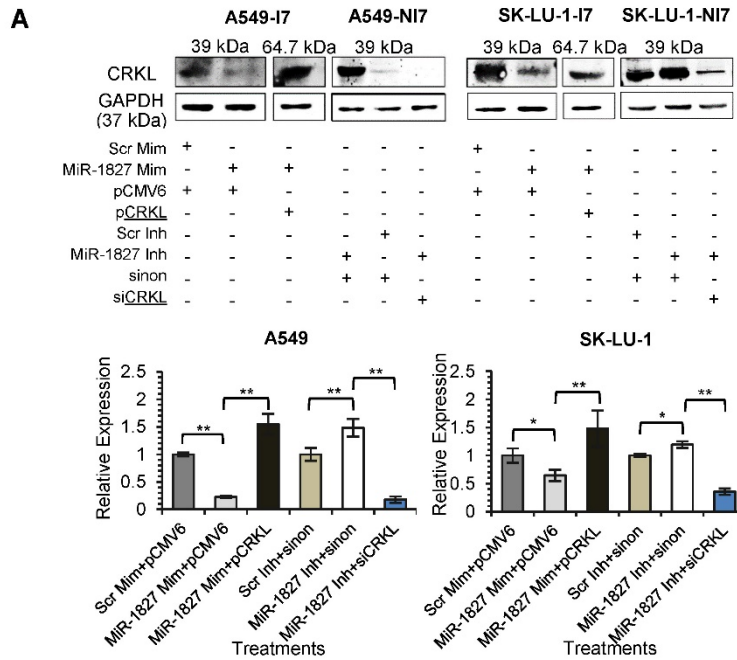 A
A549-I7 A549-NI7 SK-LU-1-I7 SK-LU-1-NI7
39 kDa 64.7 kDa 39 kDa 39 kDa 64.7 kDa 39 kDa
CRKL
GAPDH
(37 kDa)
Scr Mim + - - - - - + - - - - -
MiR-1827 Mim - + + - - - - + + - - -
pCMV6 + + - - - - + + - - - -
pCRKL - - + - - - - - + - - -
Scr Inh - - - - + - - - - + - -
MiR-1827 Inh - - - + - + - - - - + +
sinon - - - + + - - - - + + -
siCRKL - - - - - + - - - - - +
A549
Relative Expression
2.5
2
1.5
1
0.5
0
** ** ** **
Scr Mim+pCMV6
MiR-1827 Mim+pCMV6
MiR-1827 Mim+pCRKL
Scr Inh+sinon
MiR-1827 Inh+sinon
MiR-1827 Inh+siCRKL
Treatments
SK-LU-1
Relative Expression
2.5
2
1.5
1
0.5
0
* ** * **
Scr Mim+pCMV6
MiR-1827 Mim+pCMV6
MiR-1827 Mim+pCRKL
Scr Inh+sinon
MiR-1827 Inh+sinon
MiR-1827 Inh+siCRKL
Treatments